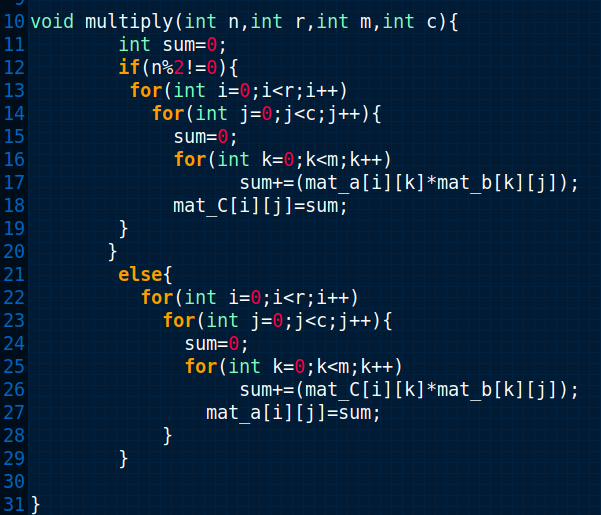 10 void multiply(int n,int r,int m,int c){
11 int sum=0;
12 if(n%2!=0){
13 for(int i=0;i<r;i++)
14 for(int j=0;j<c;j++){
15 sum=0;
16 for(int k=0;k<m;k++)
17 sum+=(mat_a[i][k]*mat_b[k][j]);
18 mat_C[i][j]=sum;
19 }
20 }
21 else{
22 for(int i=0;i<r;i++)
23 for(int j=0;j<c;j++){
24 sum=0;
25 for(int k=0;k<m;k++)
26 sum+=(mat_C[i][k]*mat_b[k][j]);
27 mat_a[i][j]=sum;
28 }
29 }
30
31 }